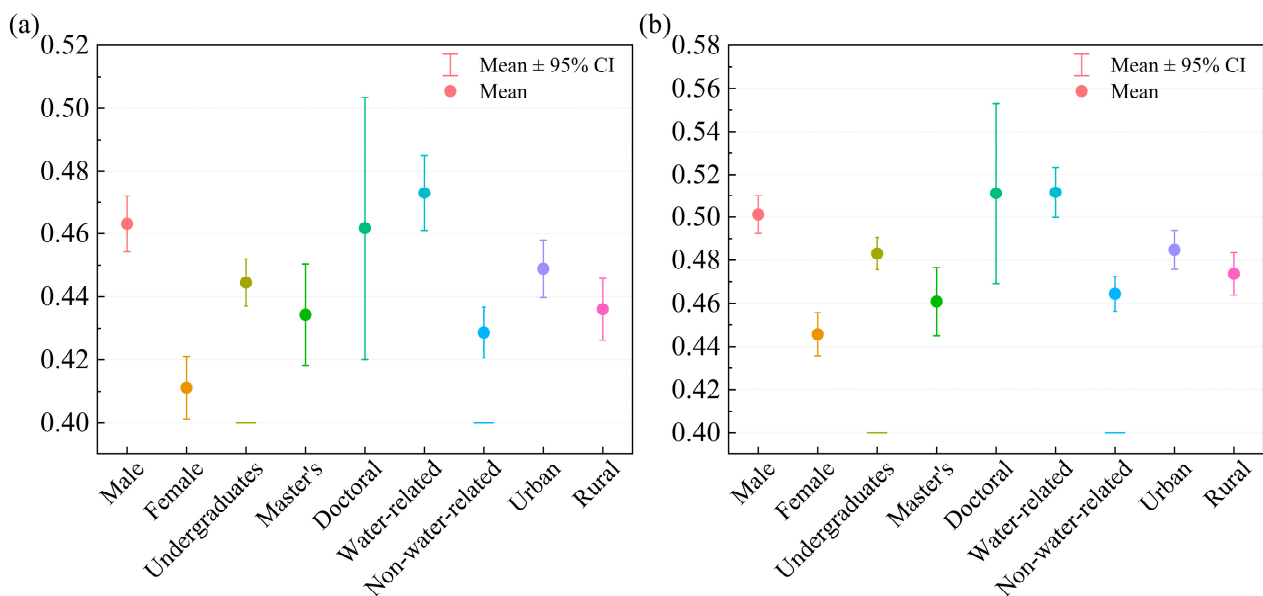 (a)
0.52
0.50
0.48
0.46
0.44
0.42
0.40
Mean ± 95% CI
Mean
Male
Female
Undergraduates
Master's
Doctoral
Water-related
Non-water-related
Urban
Rural
(b)
0.58
0.56
0.54
0.52
0.50
0.48
0.46
0.44
0.42
0.40
Mean ± 95% CI
Mean
Male
Female
Undergraduates
Master's
Doctoral
Water-related
Non-water-related
Urban
Rural